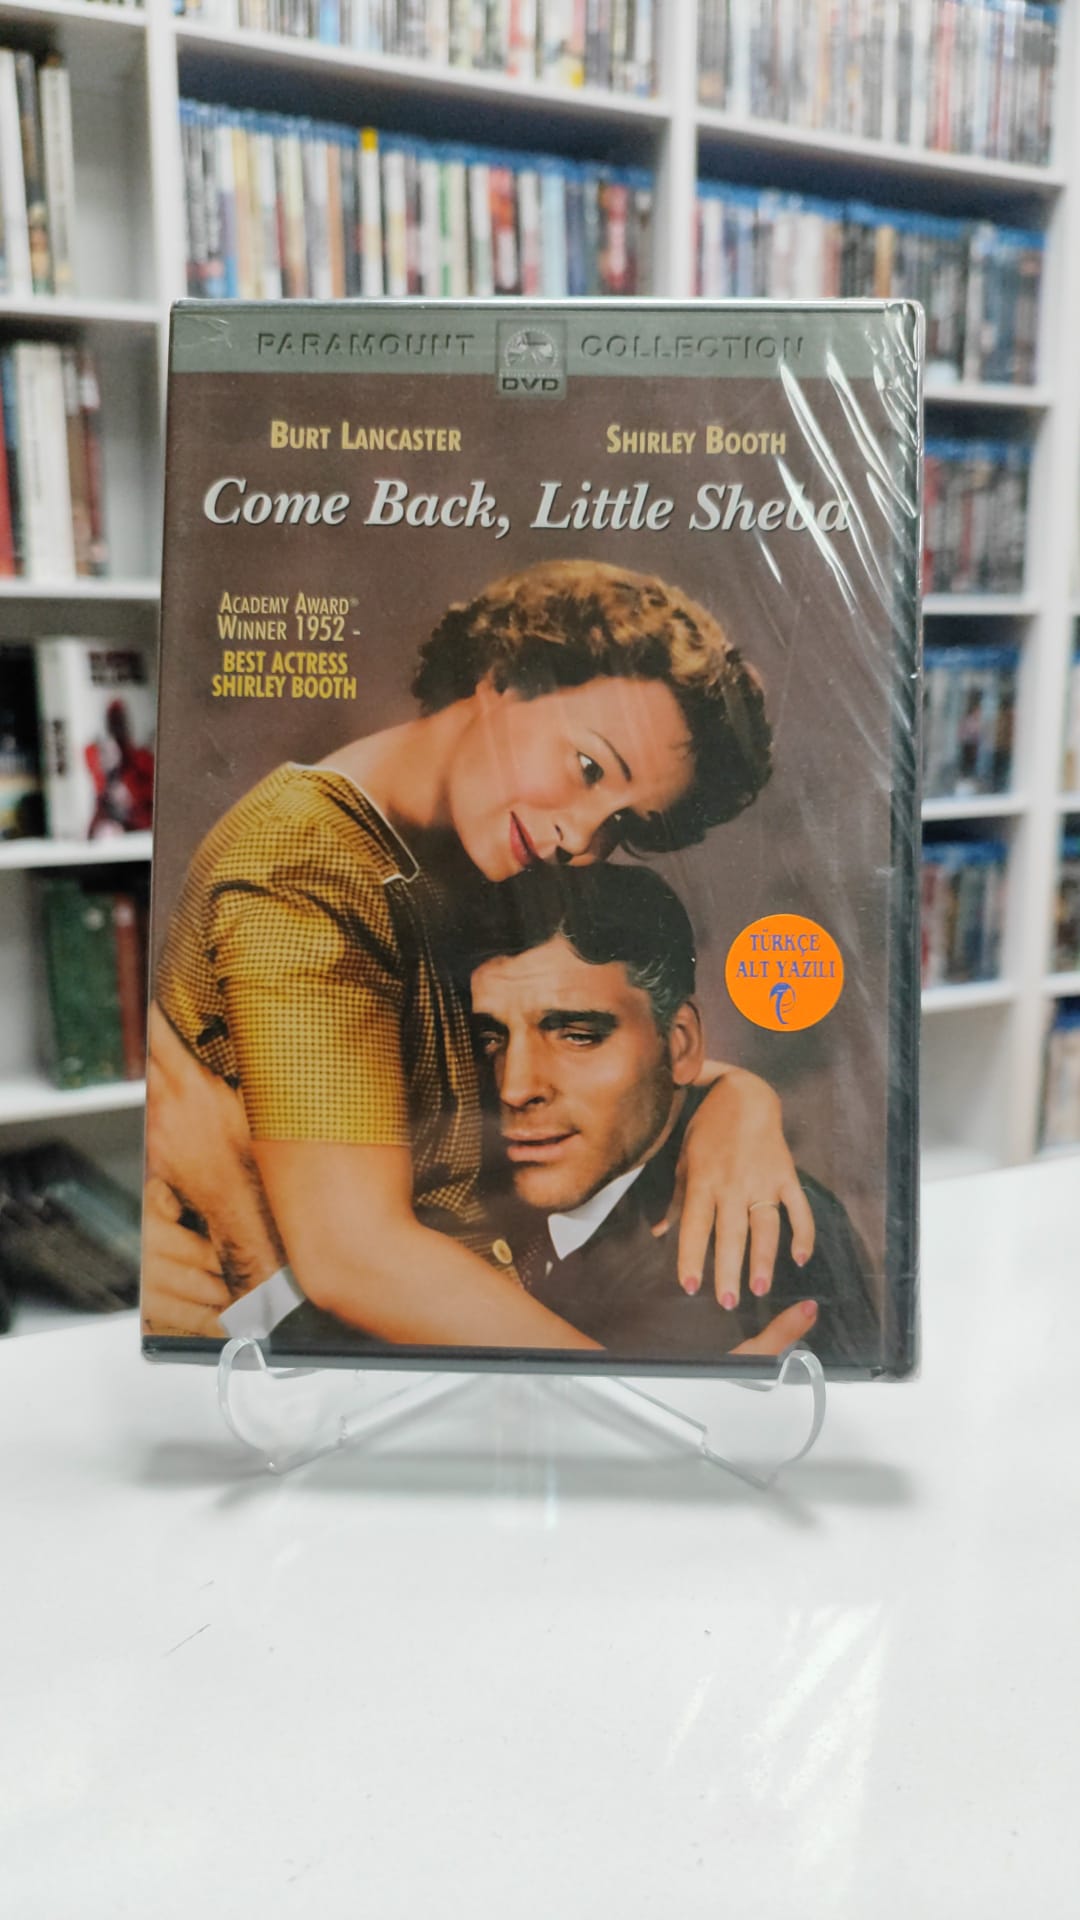 PARAMOUNT DVD COLLECTION
BURT LANCASTER SHIRLEY BOOTH
Come Back, Little Sheba
ACADEMY AWARD®
WINNER 1952 -
BEST ACTRESS
SHIRLEY BOOTH
TÜRKÇE
ALT YAZILI